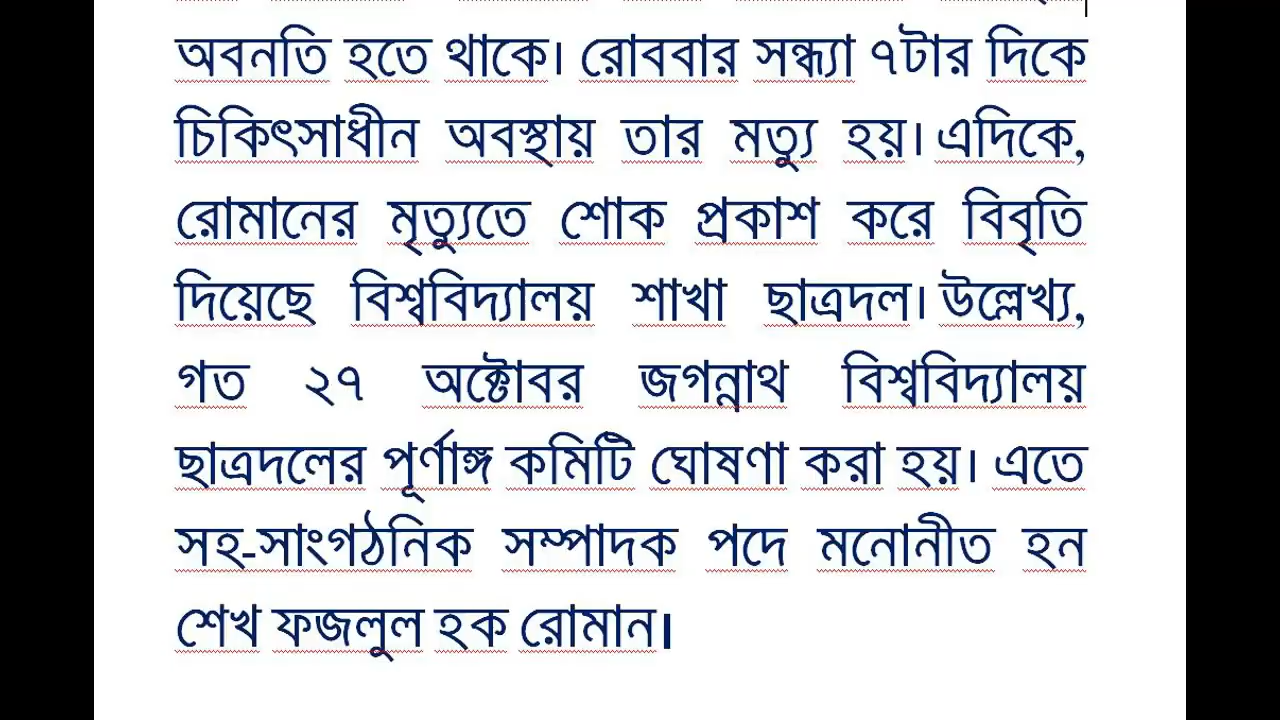 অবনতি হতে থাকে। রোববার সন্ধ্যা ৭টার দিকে
চিকিৎসাধীন অবস্থায় তার মত্যু হয়। এদিকে,
রোমানের মৃত্যুতে শোক প্রকাশ করে বিবৃতি
দিয়েছে বিশ্ববিদ্যালয় শাখা ছাত্রদল। উল্লেখ্য,
গত ২৭ অক্টোবর জগন্নাথ বিশ্ববিদ্যালয়
ছাত্রদলের পূর্ণাঙ্গ কমিটি ঘোষণা করা হয়। এতে
সহ-সাংগঠনিক সম্পাদক পদে মনোনীত হন
শেখ ফজলুল হক রোমান।